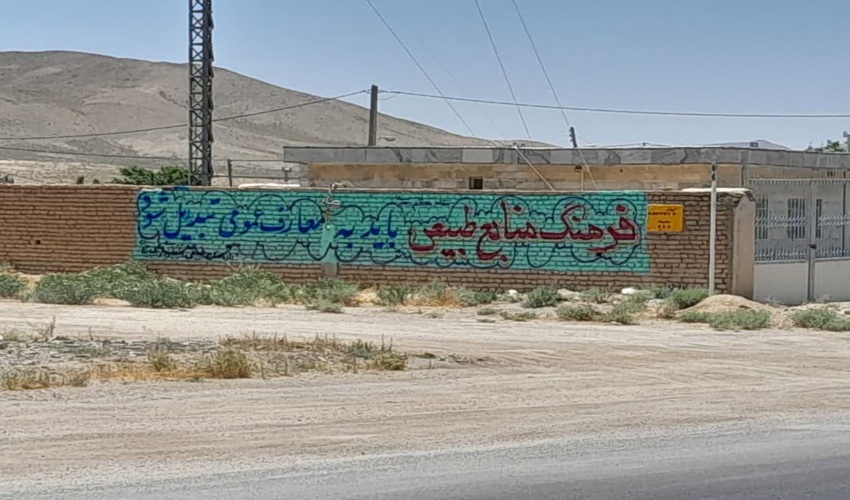 فرهنگ منابع طبیعی باید به معارف عمومی تبدیل شود